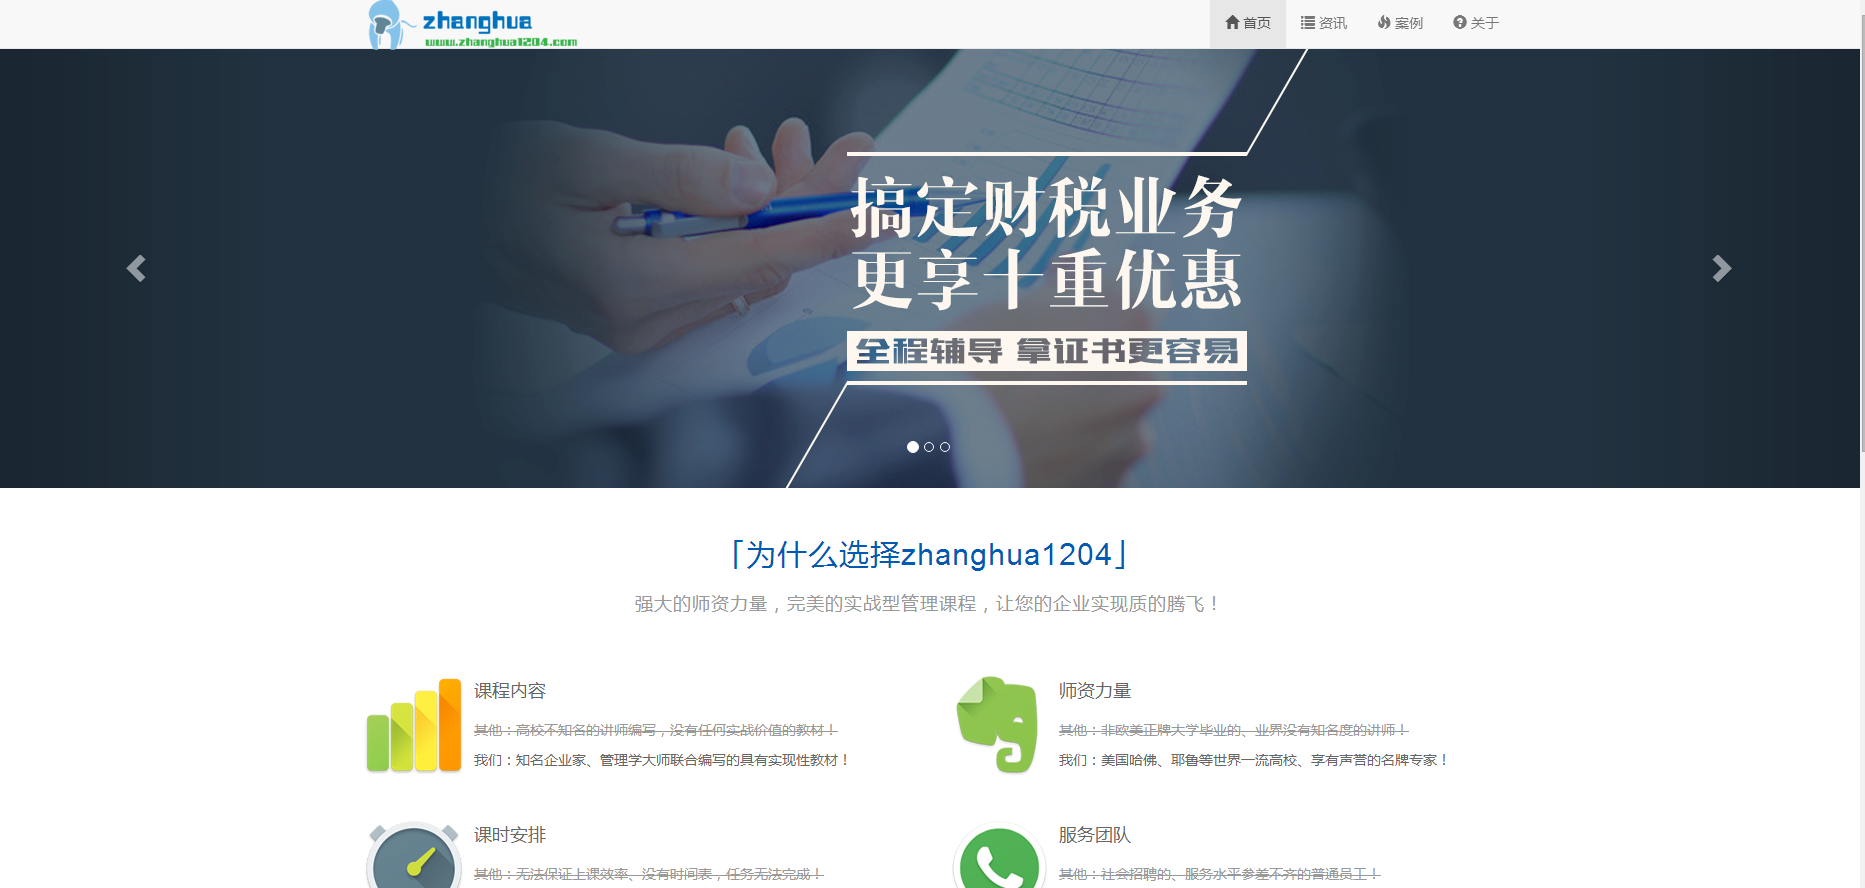 zhanghua
www.zhanghua1204.com
首页 资讯 案例 关于
搞定财税业务
更享十重优惠
全程辅导 拿证书更容易
「为什么选择zhanghua1204」
强大的师资力量，完美的实战型管理课程，让您的企业实现质的腾飞！
课程内容
其他：高校不知名的讲师编写，没有任何实战价值的教材！
我们：知名企业家、管理学大师联合编写的具有实现性教材！
师资力量
其他：非欧美正牌大学毕业的、业界没有知名度的讲师！
我们：美国哈佛、耶鲁等世界一流高校、享有声誉的名牌专家！
课时安排
其他：无法保证上课效率、没有时间表，任务无法完成！
服务团队
其他：社会招聘的、服务水平参差不齐的普通员工！